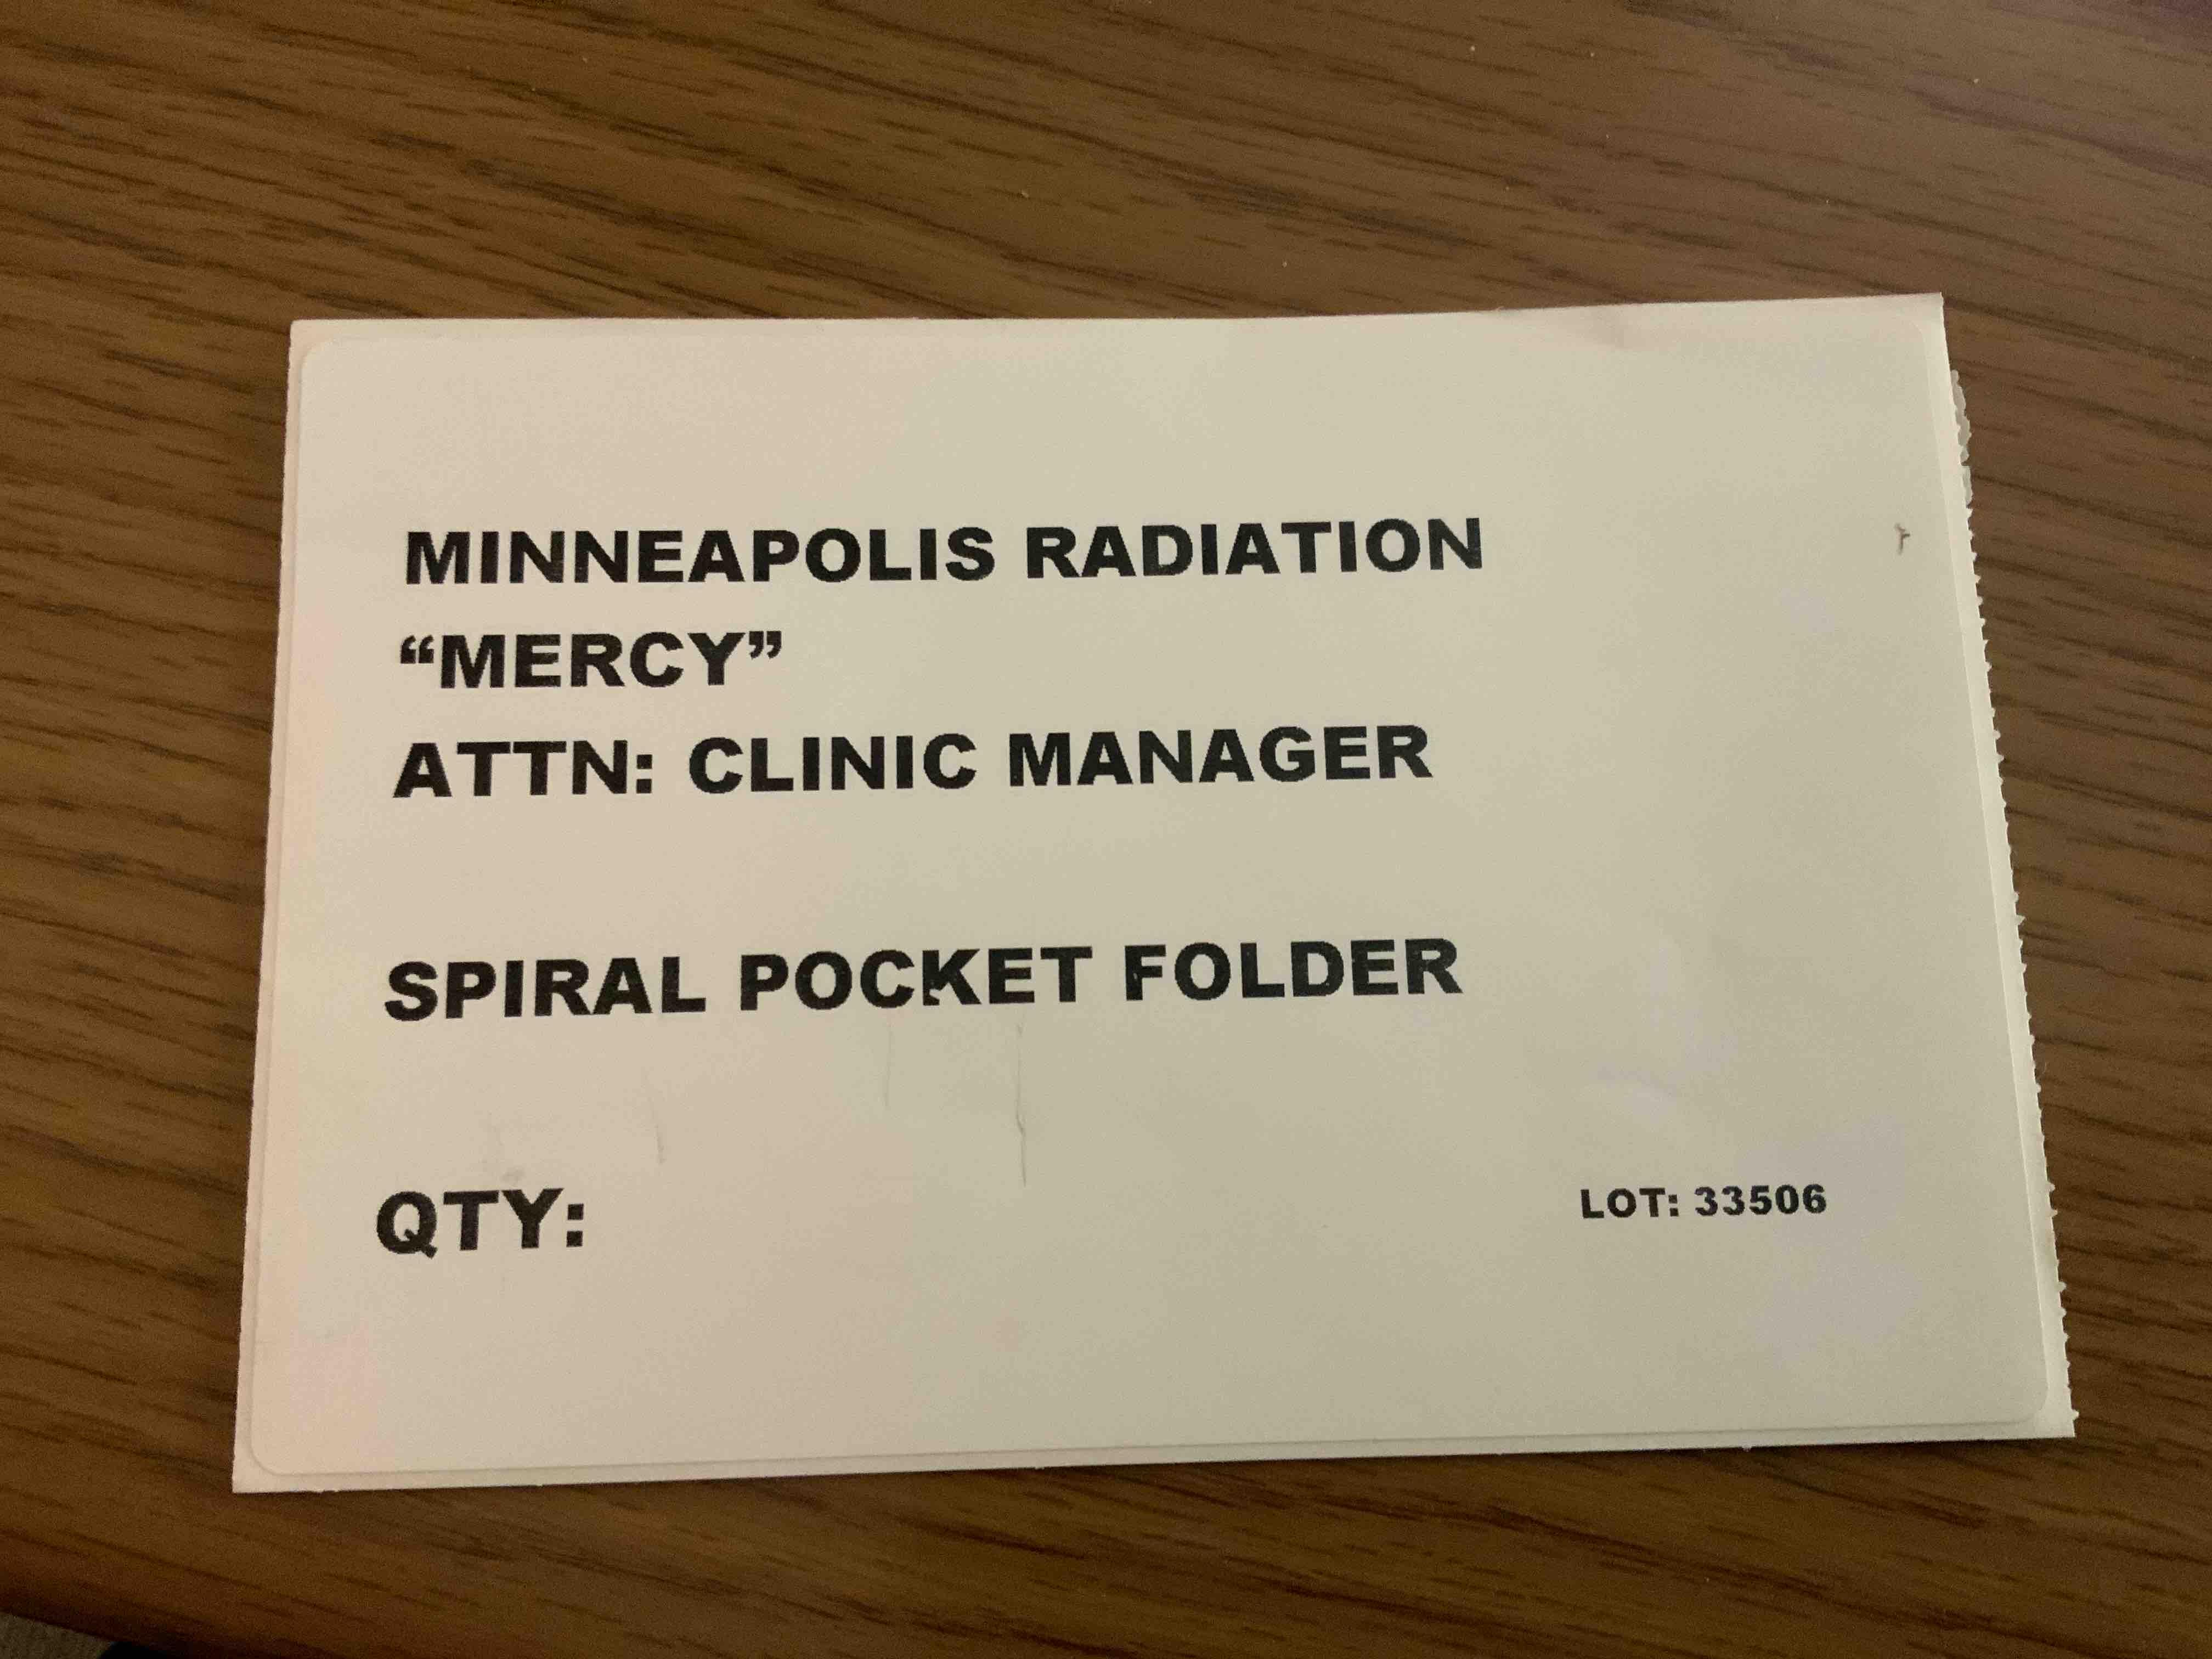 MINNEAPOLIS RADIATION
“MERCY”
ATTN: CLINIC MANAGER
SPIRAL POCKET FOLDER
QTY:
LOT: 33506